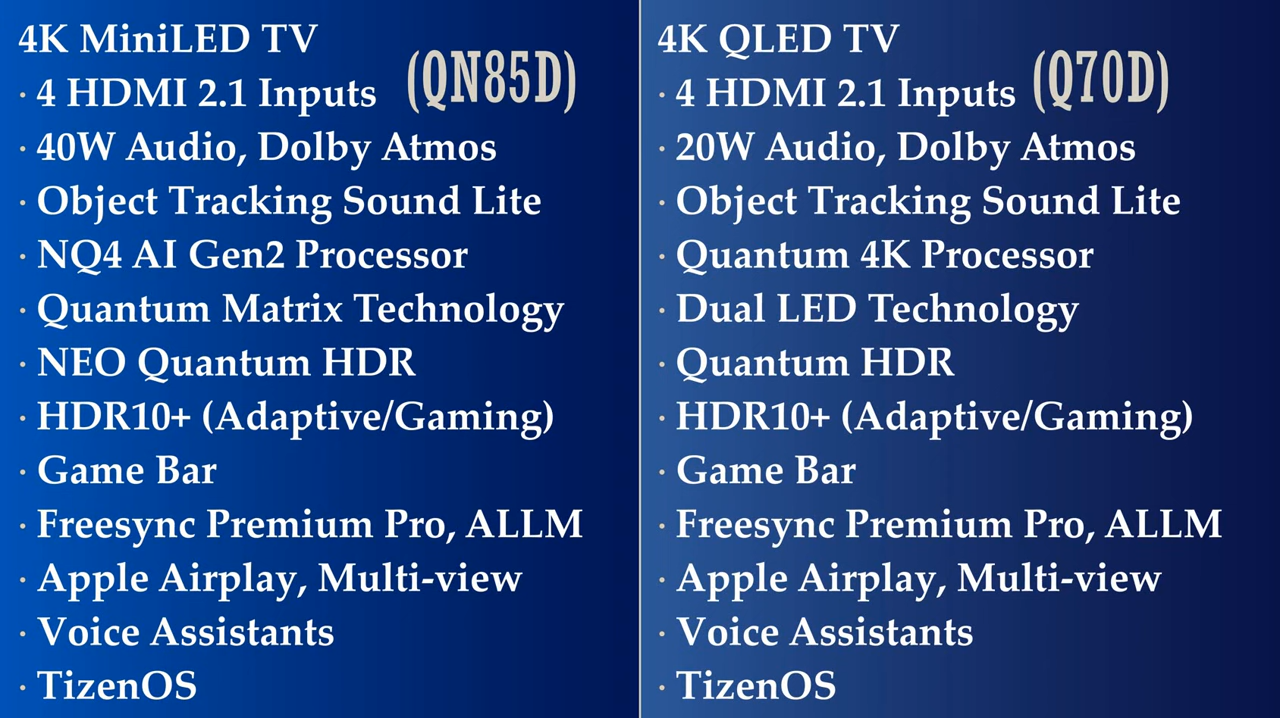 4K MiniLED TV
(QN85D)
· 4 HDMI 2.1 Inputs
· 40W Audio, Dolby Atmos
· Object Tracking Sound Lite
· NQ4 AI Gen2 Processor
· Quantum Matrix Technology
· NEO Quantum HDR
· HDR10+ (Adaptive/Gaming)
· Game Bar
· Freesync Premium Pro, ALLM
· Apple Airplay, Multi-view
· Voice Assistants
· TizenOS
4K QLED TV
(Q70D)
· 4 HDMI 2.1 Inputs
· 20W Audio, Dolby Atmos
· Object Tracking Sound Lite
· Quantum 4K Processor
· Dual LED Technology
· Quantum HDR
· HDR10+ (Adaptive/Gaming)
· Game Bar
· Freesync Premium Pro, ALLM
· Apple Airplay, Multi-view
· Voice Assistants
· TizenOS